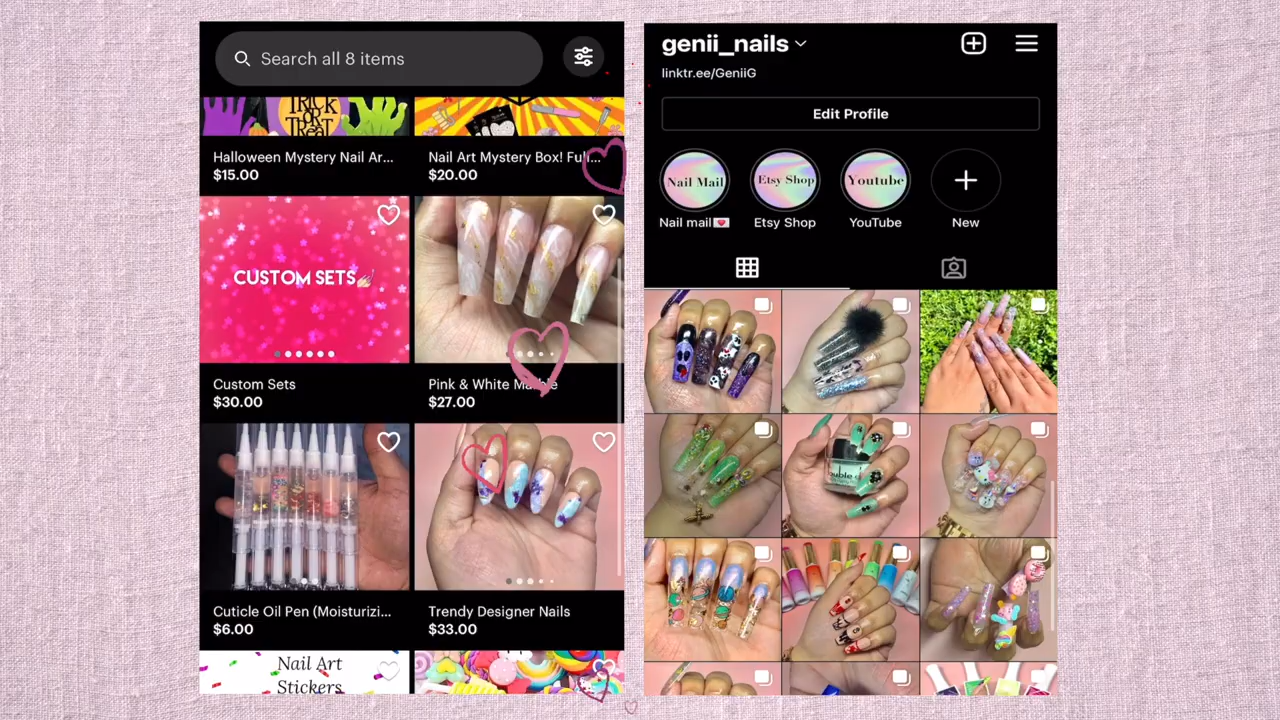 Search all 8 items
TRICK
OR
TREAT
Halloween Mystery Nail Ar...
$15.00
Nail Art Mystery Box! Full...
$20.00
CUSTOM SETS💅🏻
Custom Sets
$30.00
Pink & White Marble
$27.00
Cuticle Oil Pen (Moisturizi...
$6.00
Trendy Designer Nails
$33.00
Nail Art
Stickers
genii_nails
linktr.ee/GeniiG
Edit Profile
Nail Mail
Etsy Shop
Youtube
Nail mail💌
Etsy Shop
YouTube
New